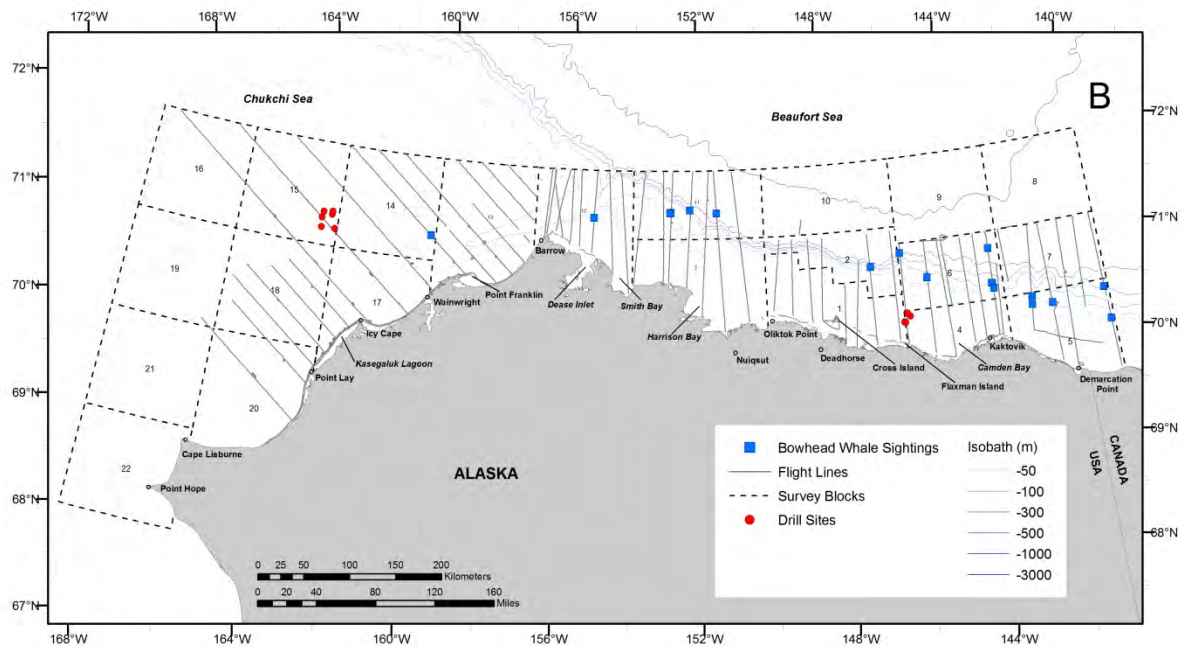 172°W 168°W 164°W 160°W 156°W 152°W 148°W 144°W 140°W
72°N
72°N
Chukchi Sea
Beaufort Sea
B
71°N
71°N
16
15
14
13
12
11
10
9
8
70°N
70°N
19
18
17
Barrow
2
6
7
Point Franklin
Wainwright
Dease Inlet
Smith Bay
1
Icy Cape
Harrison Bay
Oliktok Point
4
5
Kasegaluk Lagoon
Nuiqsut
Deadhorse
Cross Island
Kaktovik
21
Point Lay
Flaxman Island
Camden Bay
Demarcation
Point
69°N
69°N
20
Cape Lisburne
22
Point Hope
ALASKA
CANADA
USA
68°N
68°N
Bowhead Whale Sightings
Flight Lines
Survey Blocks
Drill Sites
Isobath (m)
-50
-100
-300
-500
-1000
-3000
0 25 50 100 150 200
Kilometers
0 20 40 80 120 160
Miles
67°N
168°W 164°W 160°W 156°W 152°W 148°W 144°W